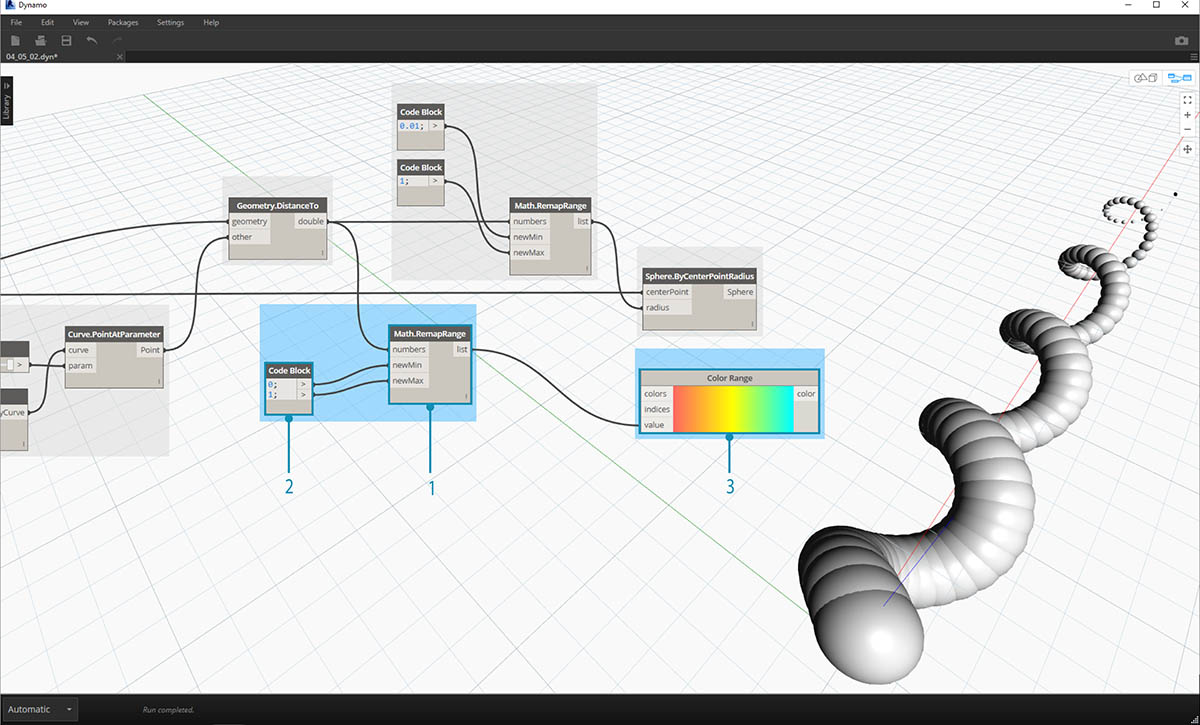 Dynamo
File Edit View Packages Settings Help
04_05_02.dyn*
Library
Code Block
0.01; >
Code Block
1; >
Geometry.DistanceTo
geometry double
other
Math.RemapRange
numbers list
newMin
newMax
Sphere.ByCenterPointRadius
centerPoint Sphere
radius
Curve.PointAtParameter
curve Point
param
>
yCurve
Math.RemapRange
numbers list
newMin
newMax
Code Block
0; >
1; >
Color Range
colors color
indices
value
2
1
3
Automatic
Run completed.